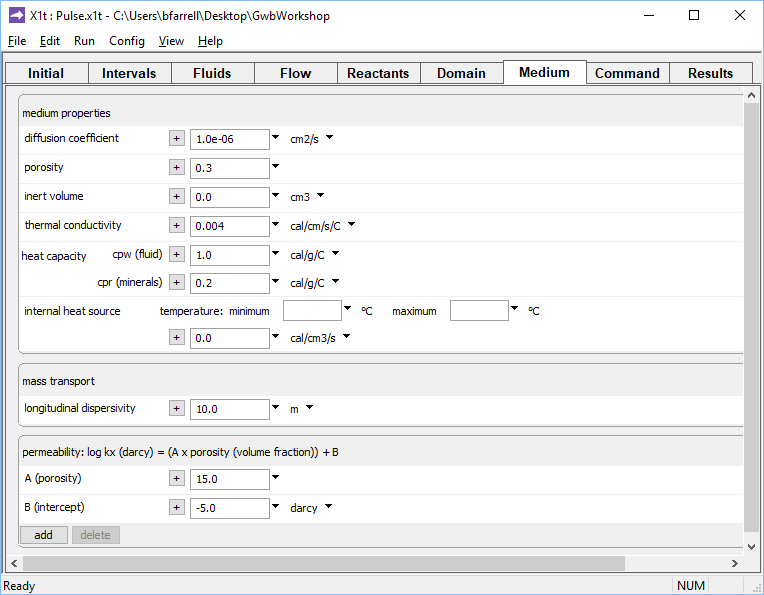 X1t : Pulse.x1t - C:\Users\bfarrell\Desktop\GwbWorkshop
File Edit Run Config View Help
Initial Intervals Fluids Flow Reactants Domain Medium Command Results
medium properties
diffusion coefficient + 1.0e-06 cm2/s
porosity + 0.3
inert volume + 0.0 cm3
thermal conductivity + 0.004 cal/cm/s/C
heat capacity cpw (fluid) + 1.0 cal/g/C
cpr (minerals) + 0.2 cal/g/C
internal heat source temperature: minimum ºC maximum ºC
+ 0.0 cal/cm3/s
mass transport
longitudinal dispersivity + 10.0 m
permeability: log kx (darcy) = (A x porosity (volume fraction)) + B
A (porosity) + 15.0
B (intercept) + -5.0 darcy
add delete
Ready NUM